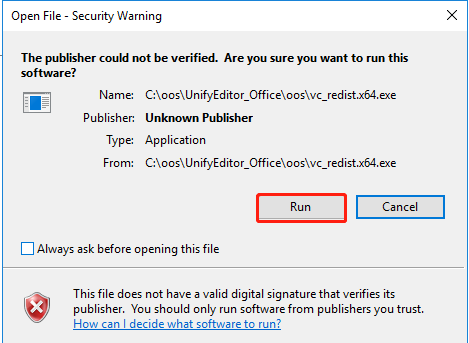 Open File - Security Warning
The publisher could not be verified.  Are you sure you want to run this
software?
Name: C:\oos\UnifyEditor_Office\oos\vc_redist.x64.exe
Publisher: Unknown Publisher
Type: Application
From: C:\oos\UnifyEditor_Office\oos\vc_redist.x64.exe
Run Cancel
Always ask before opening this file
This file does not have a valid digital signature that verifies its
publisher.  You should only run software from publishers you trust.
How can I decide what software to run?